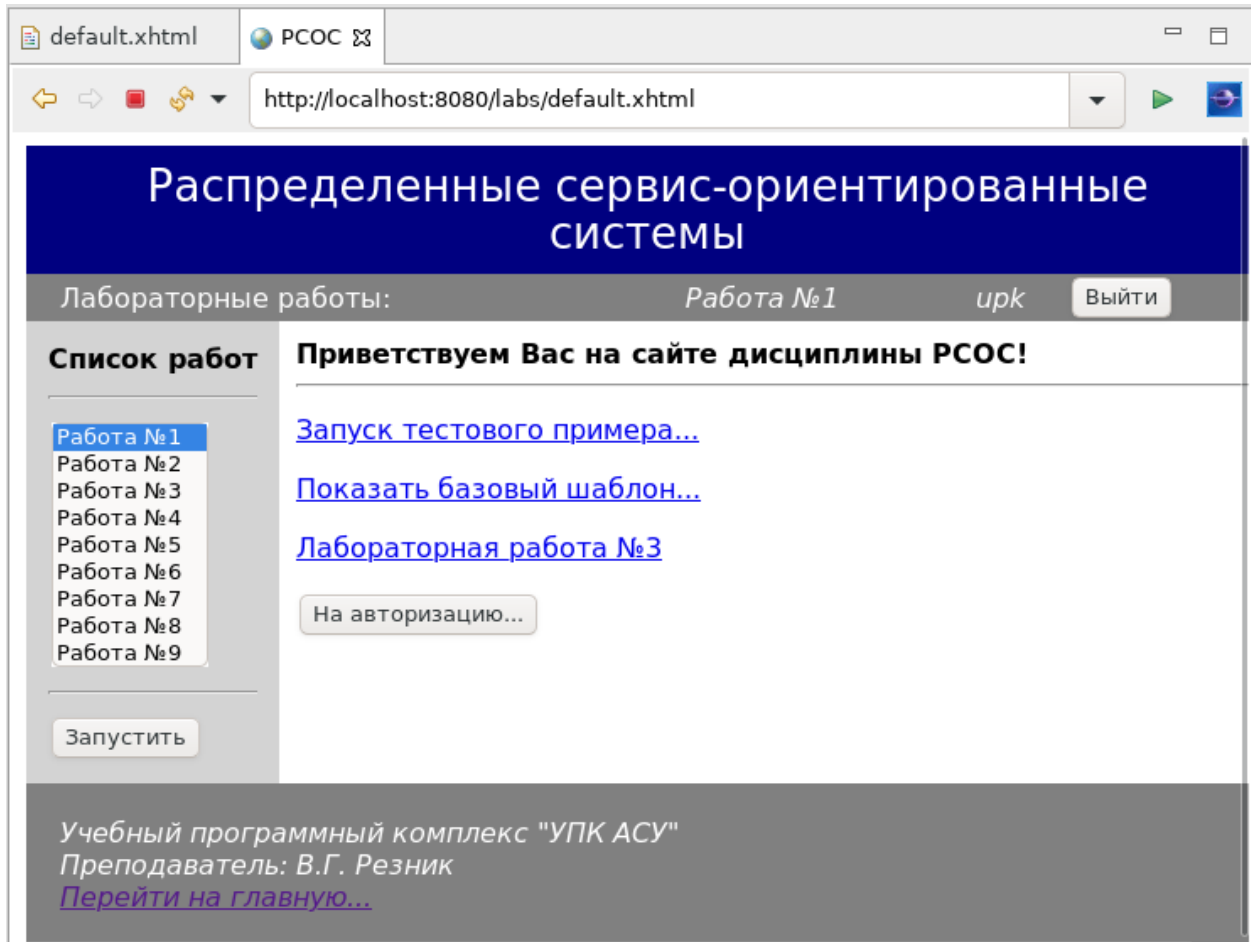 default.xhtml
РСОС
http://localhost:8080/labs/default.xhtml
Распределенные сервис-ориентированные
системы
Лабораторные работы: Работа №1 upk Выйти
Список работ
Работа №1
Работа №2
Работа №3
Работа №4
Работа №5
Работа №6
Работа №7
Работа №8
Работа №9
Запустить
Приветствуем Вас на сайте дисциплины РСОС!
Запуск тестового примера...
Показать базовый шаблон...
Лабораторная работа №3
На авторизацию...
Учебный программный комплекс "УПК АСУ"
Преподаватель: В.Г. Резник
Перейти на главную...